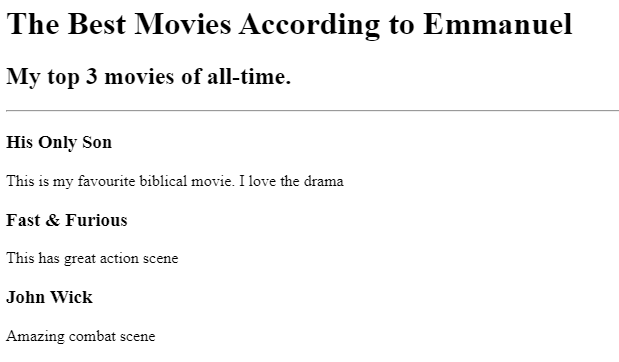 The Best Movies According to Emmanuel
My top 3 movies of all-time.
His Only Son
This is my favourite biblical movie. I love the drama
Fast & Furious
This has great action scene
John Wick
Amazing combat scene